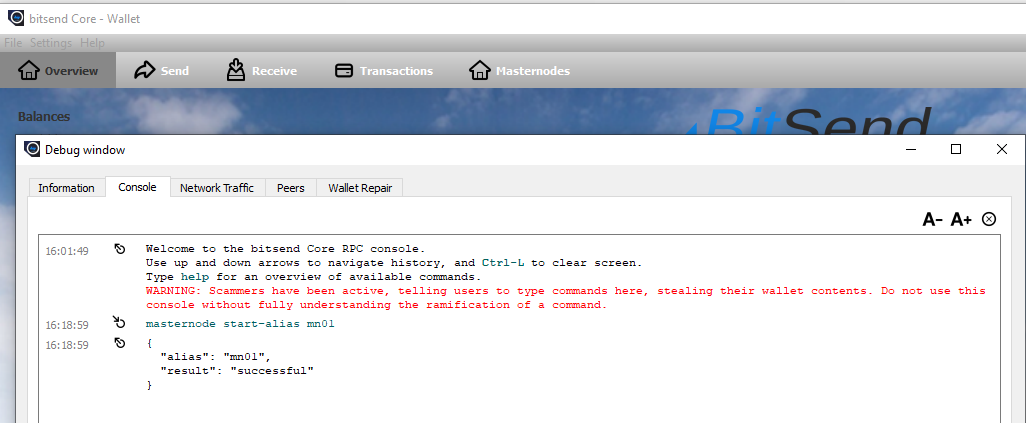 bitsend Core - Wallet
File Settings Help
Overview Send Receive Transactions Masternodes
Balances
BitSend
Debug window
Information Console Network Traffic Peers Wallet Repair
A- A+
16:01:49 Welcome to the bitsend Core RPC console.
Use up and down arrows to navigate history, and Ctrl-L to clear screen.
Type help for an overview of available commands.
WARNING: Scammers have been active, telling users to type commands here, stealing their wallet contents. Do not use this
console without fully understanding the ramification of a command.
16:18:59 masternode start-alias mn01
16:18:59 {
"alias": "mn01",
"result": "successful"
}